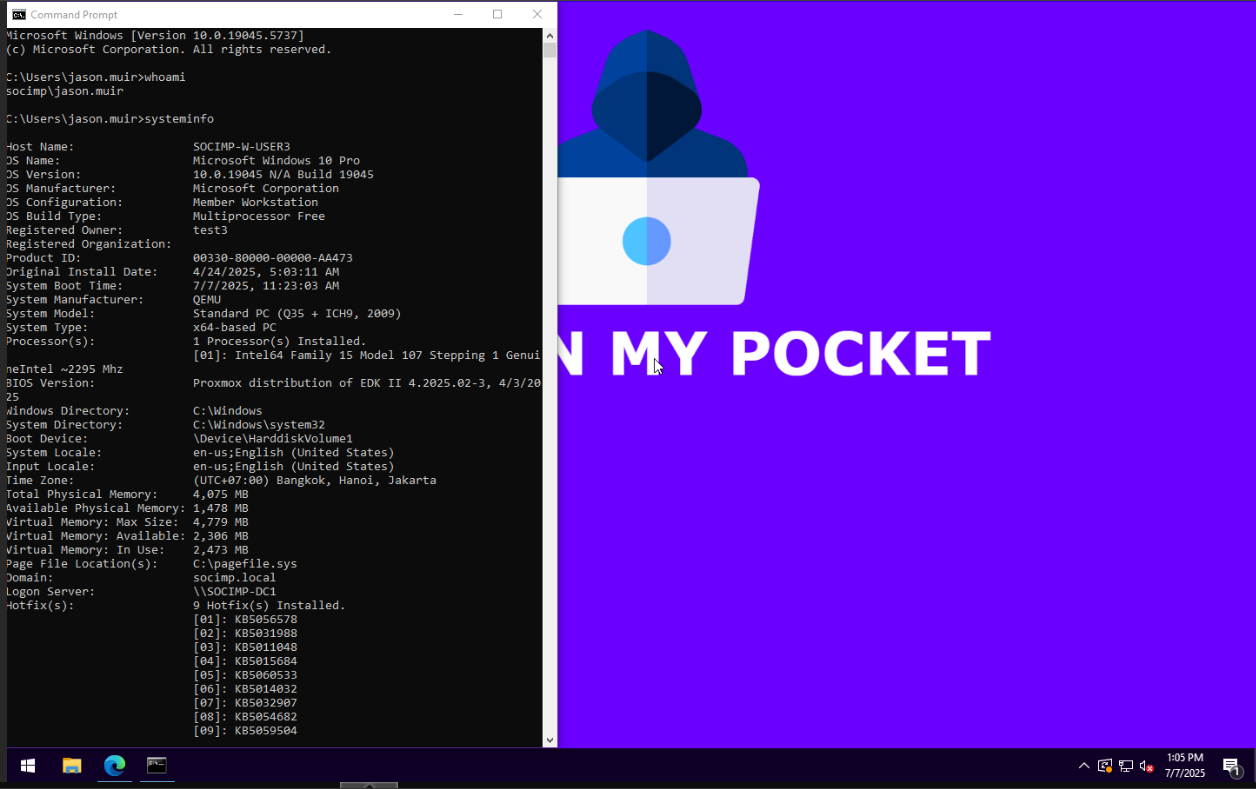 Command Prompt
Microsoft Windows [Version 10.0.19045.5737]
(c) Microsoft Corporation. All rights reserved.
C:\Users\jason.muir>whoami
socimp\jason.muir
C:\Users\jason.muir>systeminfo
Host Name: SOCIMP-W-USER3
OS Name: Microsoft Windows 10 Pro
OS Version: 10.0.19045 N/A Build 19045
OS Manufacturer: Microsoft Corporation
OS Configuration: Member Workstation
OS Build Type: Multiprocessor Free
Registered Owner: test3
Registered Organization:
Product ID: 00330-80000-00000-AA473
Original Install Date: 4/24/2025, 5:03:11 AM
System Boot Time: 7/7/2025, 11:23:03 AM
System Manufacturer: QEMU
System Model: Standard PC (Q35 + ICH9, 2009)
System Type: x64-based PC
Processor(s): 1 Processor(s) Installed.
[01]: Intel64 Family 15 Model 107 Stepping 1 Genui
neIntel ~2295 Mhz
BIOS Version: Proxmox distribution of EDK II 4.2025.02-3, 4/3/20
25
Windows Directory: C:\Windows
System Directory: C:\Windows\system32
Boot Device: \Device\HarddiskVolume1
System Locale: en-us;English (United States)
Input Locale: en-us;English (United States)
Time Zone: (UTC+07:00) Bangkok, Hanoi, Jakarta
Total Physical Memory: 4,075 MB
Available Physical Memory: 1,478 MB
Virtual Memory: Max Size: 4,779 MB
Virtual Memory: Available: 2,306 MB
Virtual Memory: In Use: 2,473 MB
Page File Location(s): C:\pagefile.sys
Domain: socimp.local
Logon Server: \\SOCIMP-DC1
Hotfix(s): 9 Hotfix(s) Installed.
[01]: KB5056578
[02]: KB5031988
[03]: KB5011048
[04]: KB5015684
[05]: KB5060533
[06]: KB5014032
[07]: KB5032907
[08]: KB5054682
[09]: KB5059504
N MY POCKET
1:05 PM
7/7/2025
1